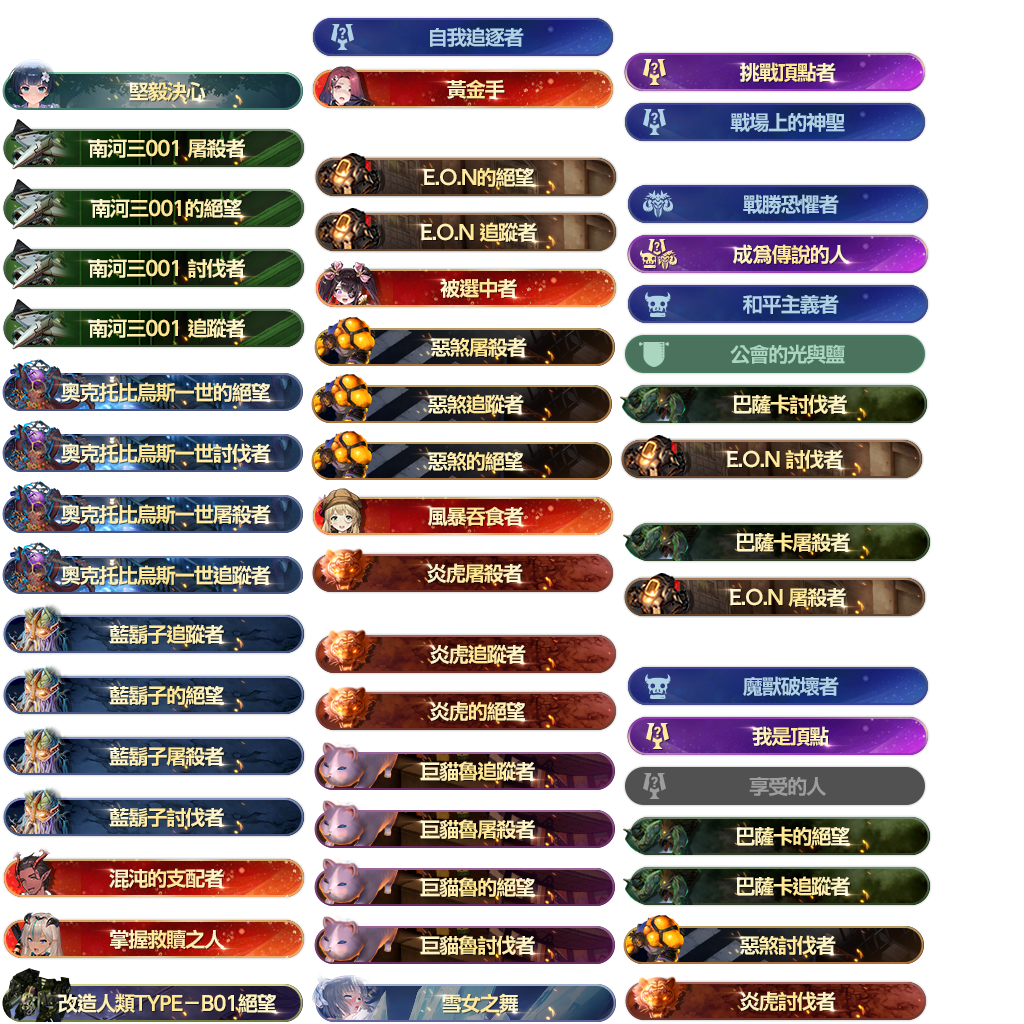 堅毅決心
南河三001 屠殺者
南河三001的絕望
南河三001 討伐者
南河三001 追蹤者
奧克托比烏斯一世的絕望
奧克托比烏斯一世討伐者
奧克托比烏斯一世屠殺者
奧克托比烏斯一世追蹤者
藍鬍子追蹤者
藍鬍子的絕望
藍鬍子屠殺者
藍鬍子討伐者
混沌的支配者
掌握救贖之人
改造人類TYPE－B01絕望
自我追逐者
黃金手
E.O.N的絕望
E.O.N 追蹤者
被選中者
惡煞屠殺者
惡煞追蹤者
惡煞的絕望
風暴吞食者
炎虎屠殺者
炎虎追蹤者
炎虎的絕望
巨貓魯追蹤者
巨貓魯屠殺者
巨貓魯的絕望
巨貓魯討伐者
雪女之舞
挑戰頂點者
戰場上的神聖
戰勝恐懼者
成爲傳說的人
和平主義者
公會的光與鹽
巴薩卡討伐者
E.O.N 討伐者
巴薩卡屠殺者
E.O.N 屠殺者
魔獸破壞者
我是頂點
享受的人
巴薩卡的絕望
巴薩卡追蹤者
惡煞討伐者
炎虎討伐者